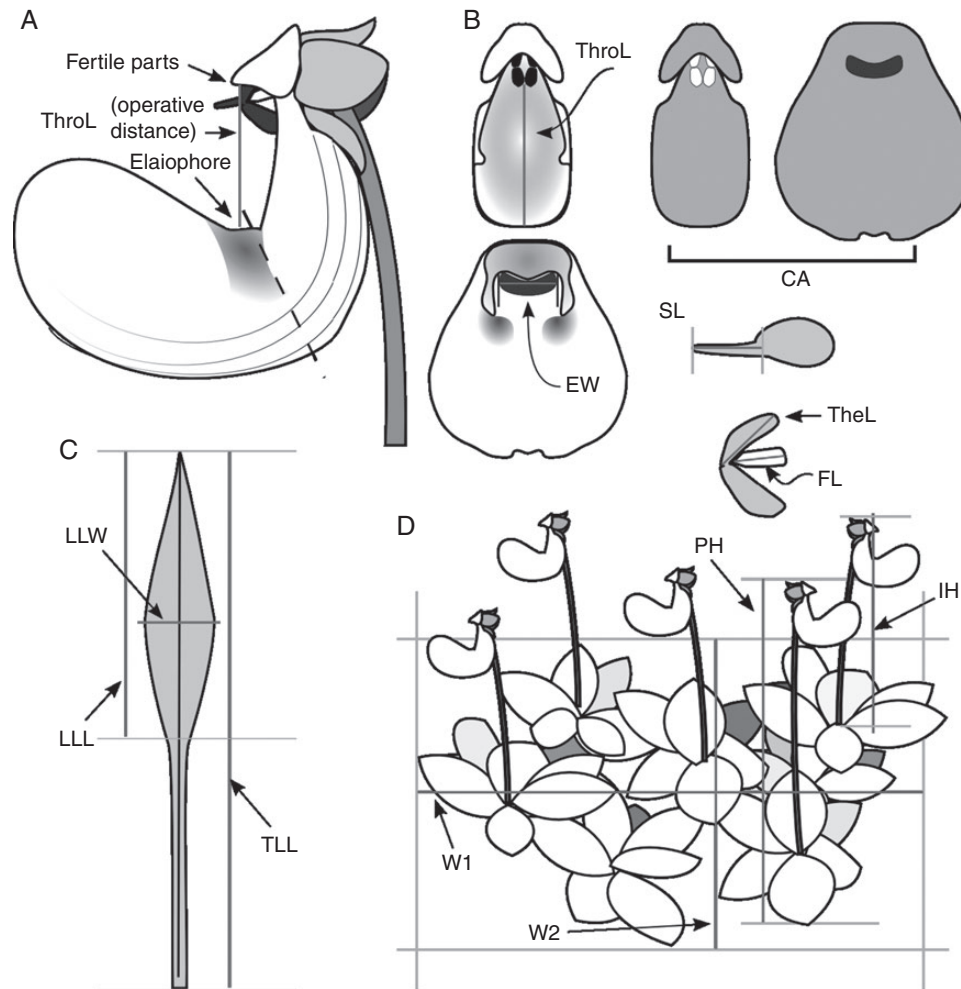 A
Fertile parts
(operative
ThroL
distance)
Elaiophore
B
ThroL
EW
CA
SL
TheL
FL
C
LLW
LLL
TLL
D
PH
IH
W1
W2